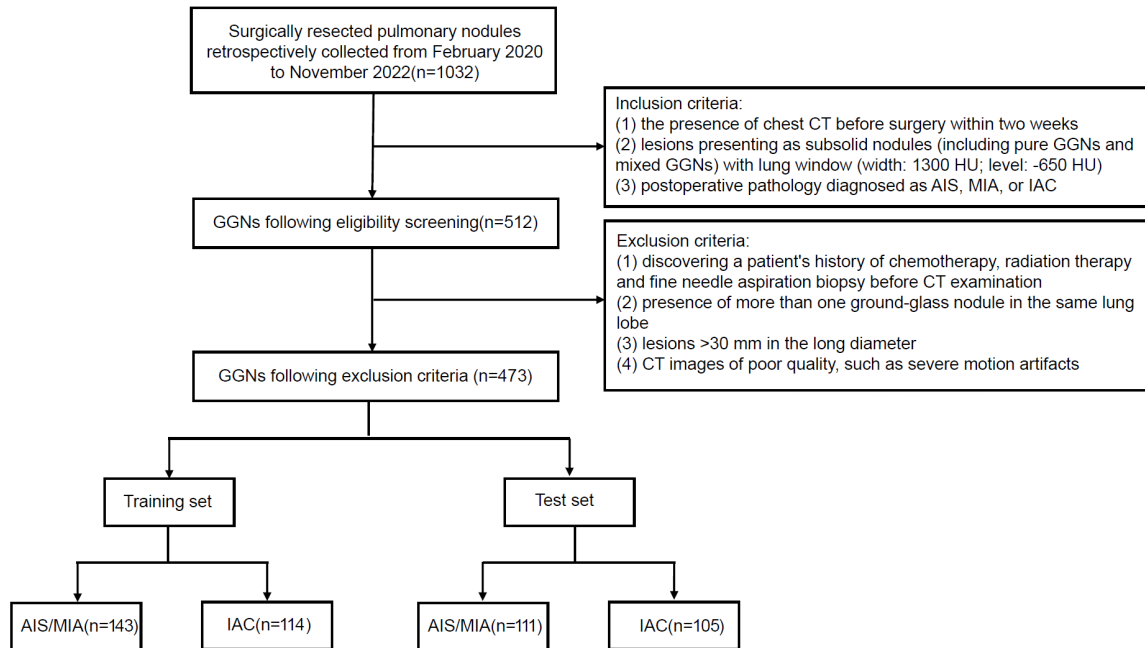 Surgically resected pulmonary nodules
retrospectively collected from February 2020
to November 2022(n=1032)
Inclusion criteria:
(1) the presence of chest CT before surgery within two weeks
(2) lesions presenting as subsolid nodules (including pure GGNs and
mixed GGNs) with lung window (width: 1300 HU; level: -650 HU)
(3) postoperative pathology diagnosed as AIS, MIA, or IAC
GGNs following eligibility screening(n=512)
Exclusion criteria:
(1) discovering a patient's history of chemotherapy, radiation therapy
and fine needle aspiration biopsy before CT examination
(2) presence of more than one ground-glass nodule in the same lung
lobe
(3) lesions >30 mm in the long diameter
(4) CT images of poor quality, such as severe motion artifacts
GGNs following exclusion criteria (n=473)
Training set
Test set
AIS/MIA(n=143)
IAC(n=114)
AIS/MIA(n=111)
IAC(n=105)